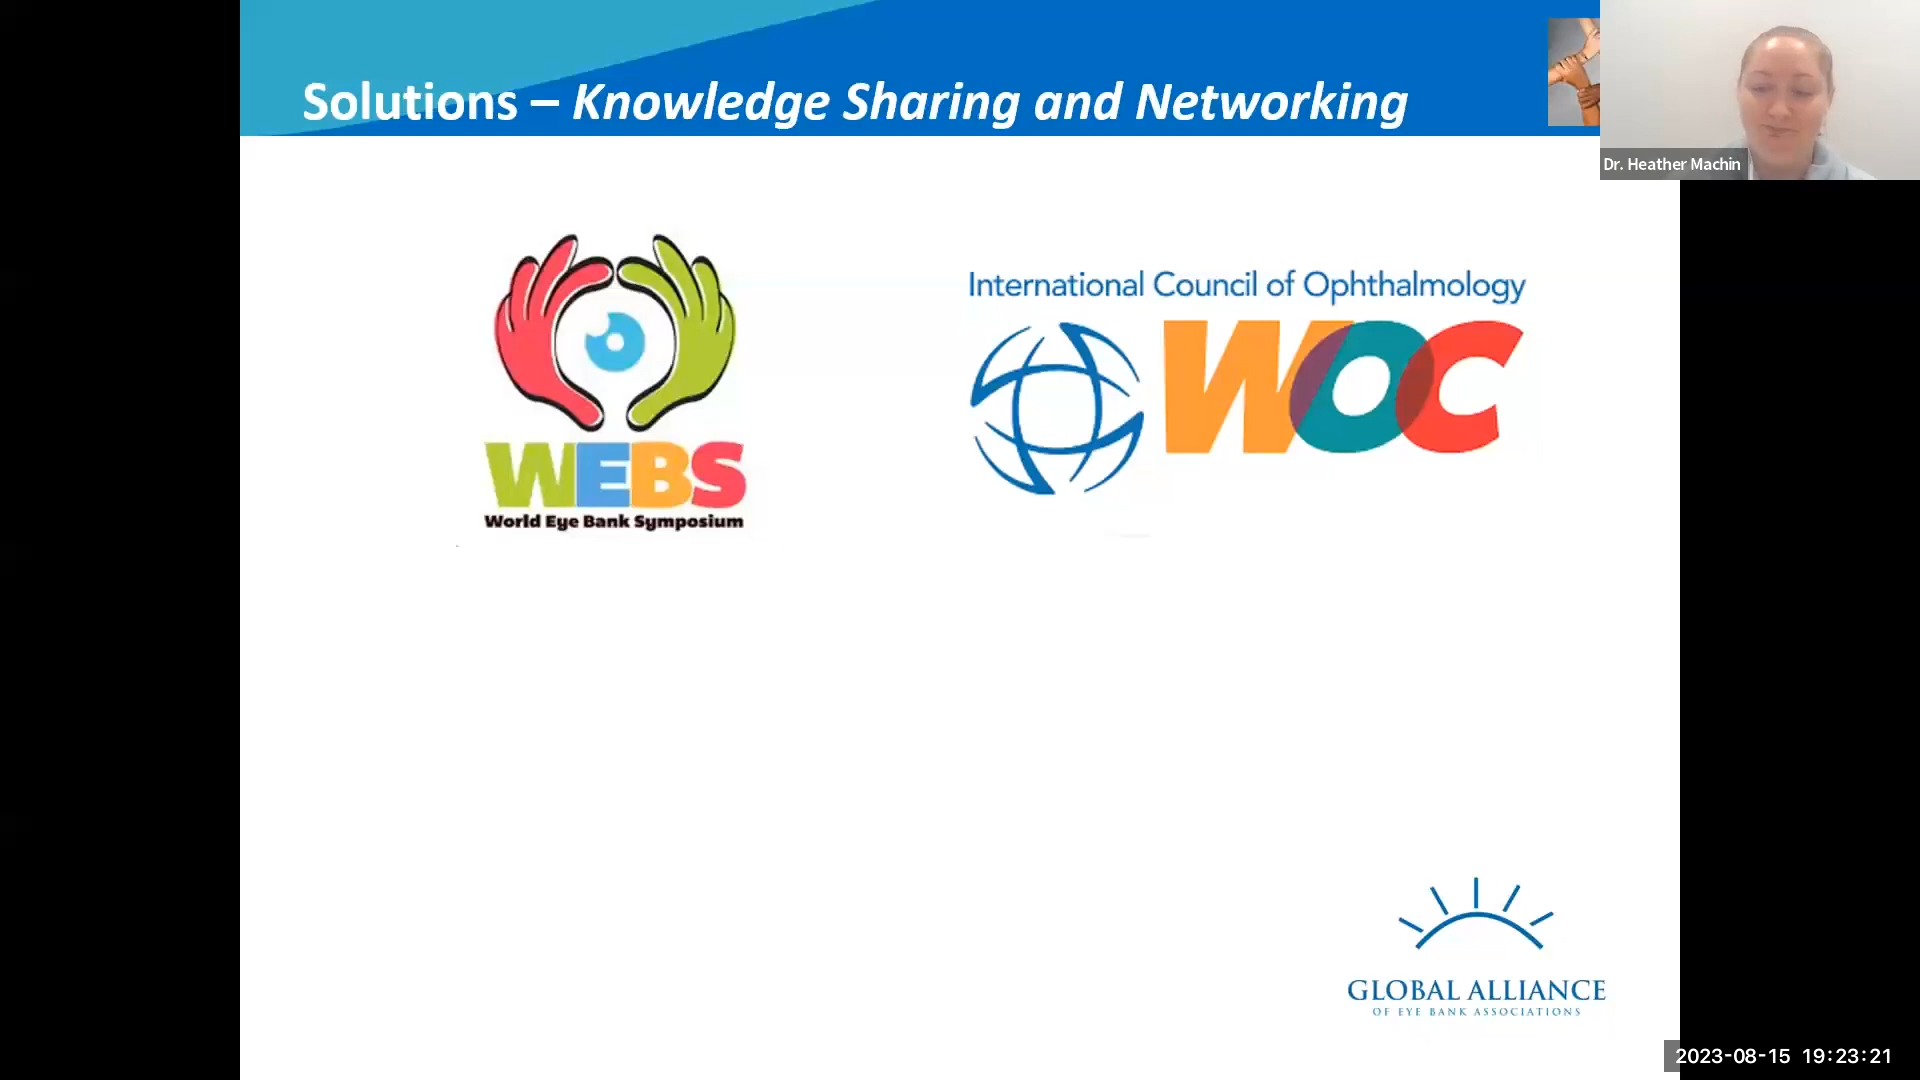 Solutions – Knowledge Sharing and Networking
Dr. Heather Machin
WEBS
World Eye Bank Symposium
International Council of Ophthalmology
WOC
GLOBAL ALLIANCE
OF EYE BANK ASSOCIATIONS
2023-08-15 19:23:21